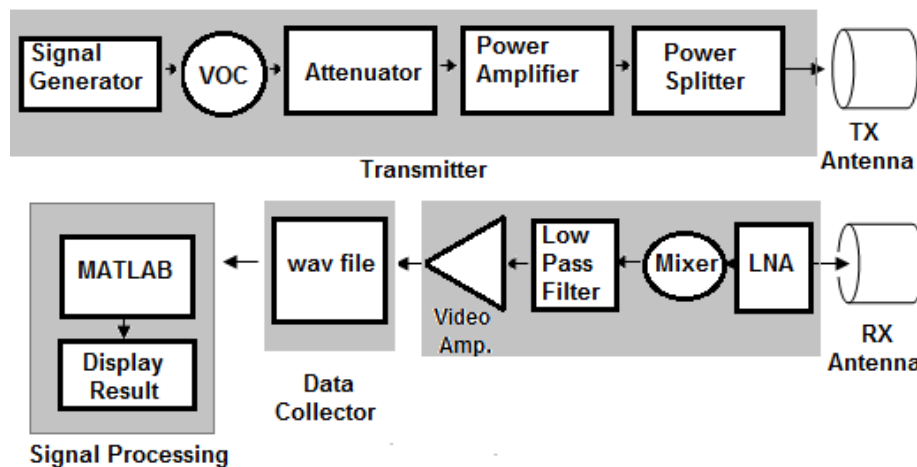 Signal
Generator
VOC
Attenuator
Power
Amplifier
Power
Splitter
TX
Antenna
Transmitter
MATLAB
Display
Result
Signal Processing
wav file
Data
Collector
Video
Amp.
Low
Pass
Filter
Mixer
LNA
RX
Antenna